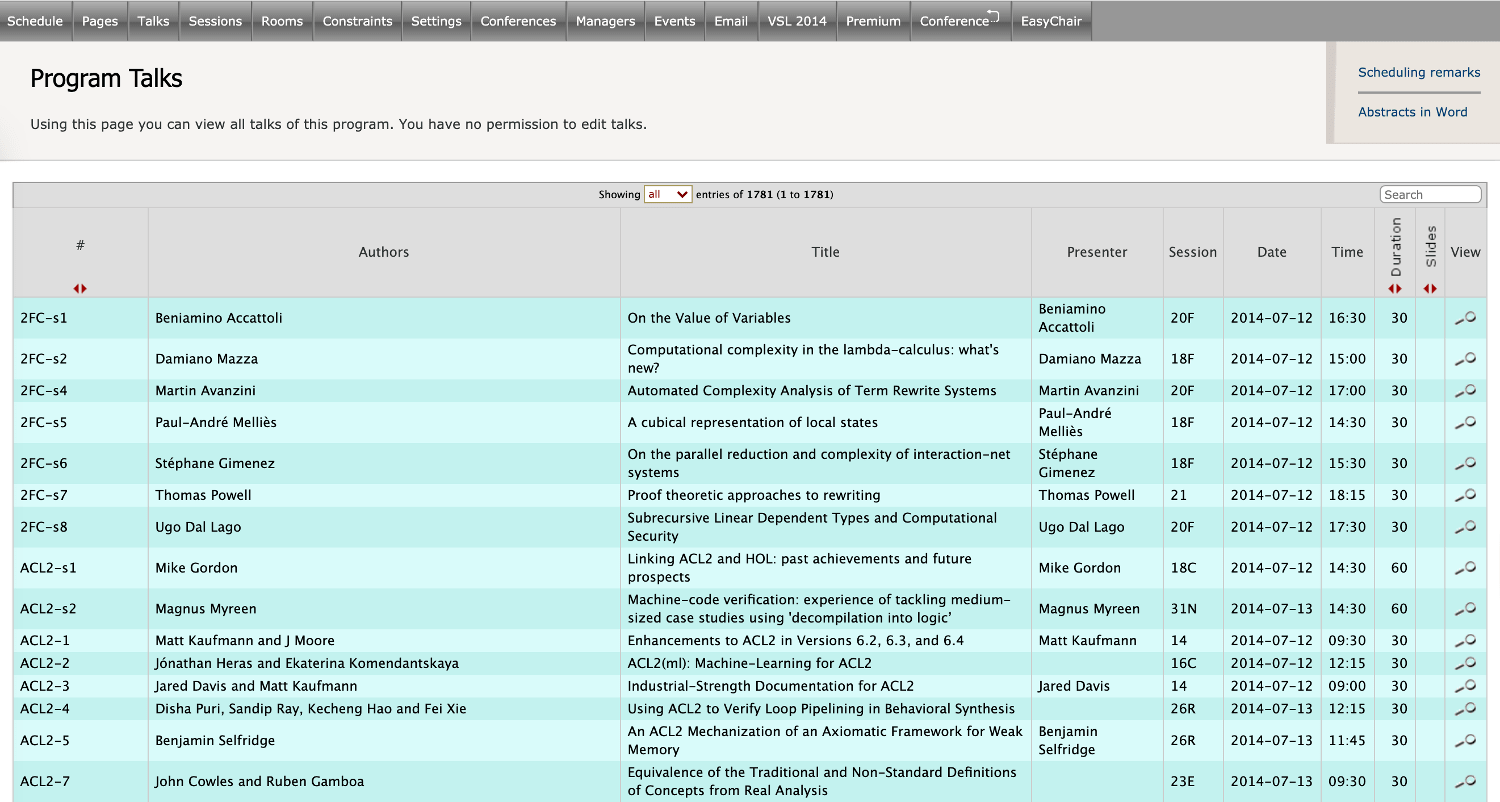 Schedule Pages Talks Sessions Rooms Constraints Settings Conferences Managers Events Email VSL 2014 Premium Conference EasyChair
Program Talks
Using this page you can view all talks of this program. You have no permission to edit talks.
Scheduling remarks
Abstracts in Word
Showing all entries of 1781 (1 to 1781) Search
# Authors Title Presenter Session Date Time Duration Slides View
2FC-s1 Beniamino Accattoli On the Value of Variables Beniamino Accattoli 20F 2014-07-12 16:30 30
2FC-s2 Damiano Mazza Computational complexity in the lambda-calculus: what's new? Damiano Mazza 18F 2014-07-12 15:00 30
2FC-s4 Martin Avanzini Automated Complexity Analysis of Term Rewrite Systems Martin Avanzini 20F 2014-07-12 17:00 30
2FC-s5 Paul-André Melliès A cubical representation of local states Paul-André Melliès 18F 2014-07-12 14:30 30
2FC-s6 Stéphane Gimenez On the parallel reduction and complexity of interaction-net systems Stéphane Gimenez 18F 2014-07-12 15:30 30
2FC-s7 Thomas Powell Proof theoretic approaches to rewriting Thomas Powell 21 2014-07-12 18:15 30
2FC-s8 Ugo Dal Lago Subrecursive Linear Dependent Types and Computational Security Ugo Dal Lago 20F 2014-07-12 17:30 30
ACL2-s1 Mike Gordon Linking ACL2 and HOL: past achievements and future prospects Mike Gordon 18C 2014-07-12 14:30 60
ACL2-s2 Magnus Myreen Machine-code verification: experience of tackling medium-sized case studies using 'decompilation into logic’ Magnus Myreen 31N 2014-07-13 14:30 60
ACL2-1 Matt Kaufmann and J Moore Enhancements to ACL2 in Versions 6.2, 6.3, and 6.4 Matt Kaufmann 14 2014-07-12 09:30 30
ACL2-2 Jónathan Heras and Ekaterina Komendantskaya ACL2(ml): Machine-Learning for ACL2 16C 2014-07-12 12:15 30
ACL2-3 Jared Davis and Matt Kaufmann Industrial-Strength Documentation for ACL2 Jared Davis 14 2014-07-12 09:00 30
ACL2-4 Disha Puri, Sandip Ray, Kecheng Hao and Fei Xie Using ACL2 to Verify Loop Pipelining in Behavioral Synthesis 26R 2014-07-13 12:15 30
ACL2-5 Benjamin Selfridge An ACL2 Mechanization of an Axiomatic Framework for Weak Memory Benjamin Selfridge 26R 2014-07-13 11:45 30
ACL2-7 John Cowles and Ruben Gamboa Equivalence of the Traditional and Non-Standard Definitions of Concepts from Real Analysis 23E 2014-07-13 09:30 30